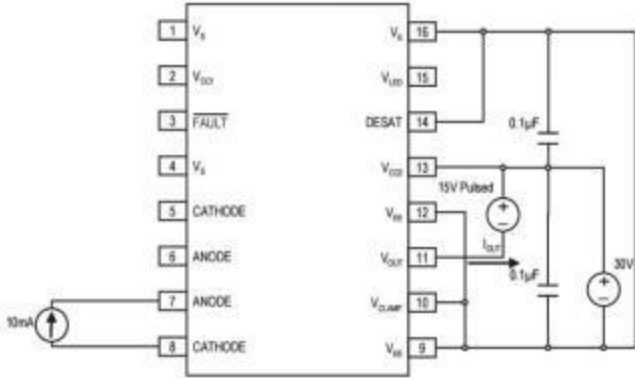 1 VS VE 16
2 VCC1 VLED 15
3 FAULT DESAT 14
0.1µF
4 VS VCC2 13
15V Pulsed
5 CATHODE VEE 12
IOUT
6 ANODE VOUT 11
0.1µF
30V
7 ANODE VCLAMP 10
10mA
8 CATHODE VEE 9